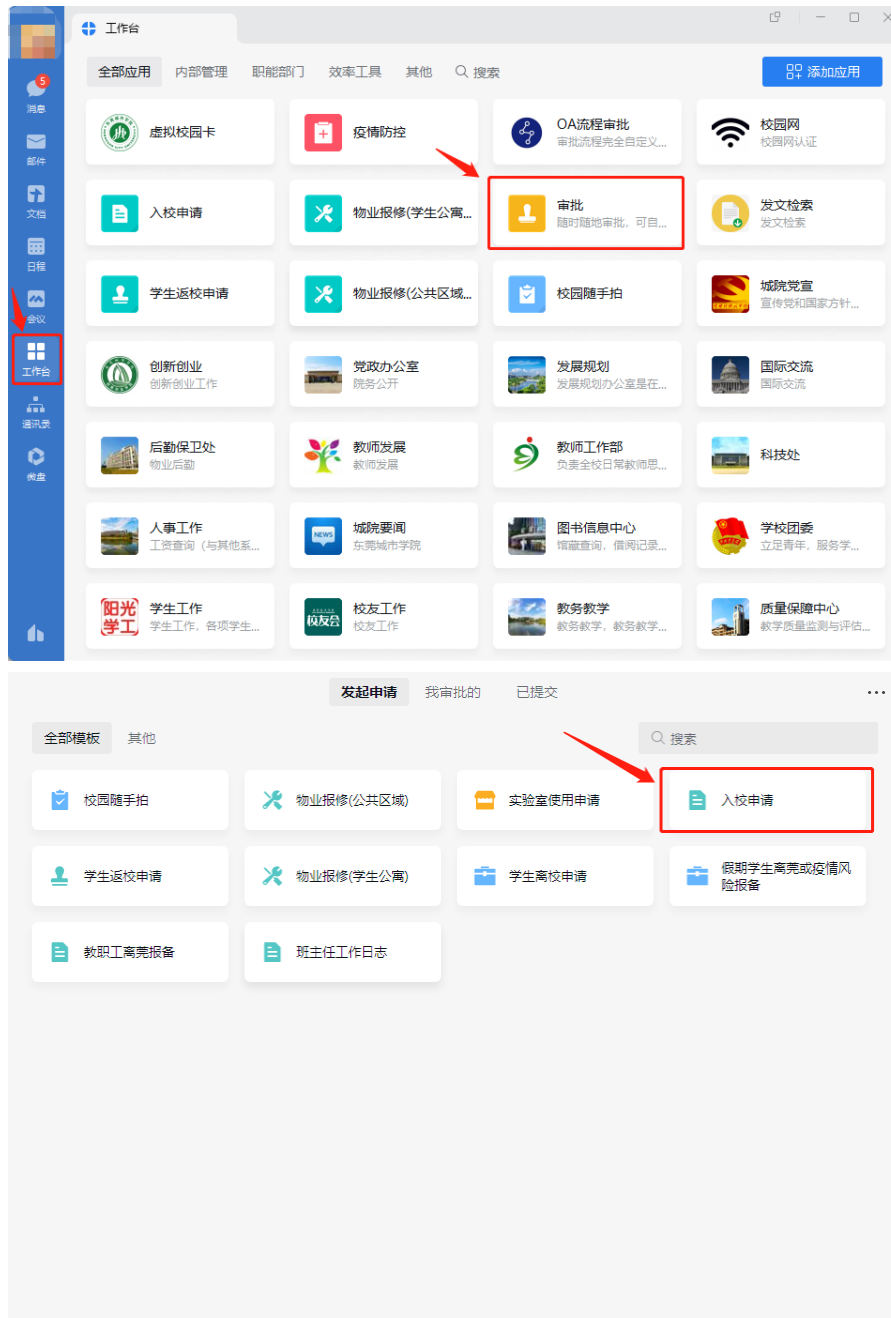 工作台
全部应用 内部管理 职能部门 效率工具 其他 搜索 添加应用
5
消息
邮件
文档
日程
会议
工作台
通讯录
微盘
虚拟校园卡
疫情防控
OA流程审批
审批流程完全自定义...
校园网
校园网认证
入校申请
物业报修(学生公寓...
审批
随时随地审批，可自...
发文检索
发文检索
学生返校申请
物业报修(公共区域...
校园随手拍
城院党宣
宣传党和国家方针...
创新创业
创新创业工作
党政办公室
院务公开
发展规划
发展规划办公室是在...
国际交流
国际交流
后勤保卫处
物业后勤
教师发展
教师发展
教师工作部
负责全校日常教师思...
科技处
人事工作
工资查询（与其他系...
NEWS
城院要闻
东莞城市学院
图书信息中心
馆藏查询，借阅记录...
学校团委
立足青年，服务学...
阳光
学工
学生工作
学生工作，各项学生...
校友会
校友工作
校友工作
教务教学
教务教学，教务教学...
质量保障中心
教学质量监测与评估...
发起申请 我审批的 已提交
全部模板 其他 搜索
校园随手拍
物业报修(公共区域)
实验室使用申请
入校申请
学生返校申请
物业报修(学生公寓)
学生离校申请
假期学生离莞或疫情风
险报备
教职工离莞报备
班主任工作日志